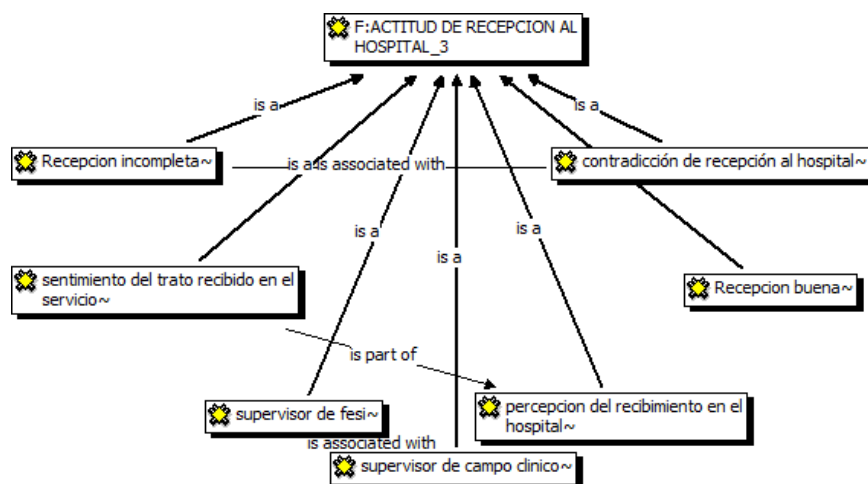 F:ACTITUD DE RECEPCION AL
HOSPITAL_3
is a
is a
Recepcion incompleta~
is a
is associated with
contradicción de recepción al hospital~
is a
is a
is a
sentimiento del trato recibido en el
servicio~
Recepcion buena~
is part of
supervisor de fesi~
percepcion del recibimiento en el
hospital~
is associated with
supervisor de campo clinico~